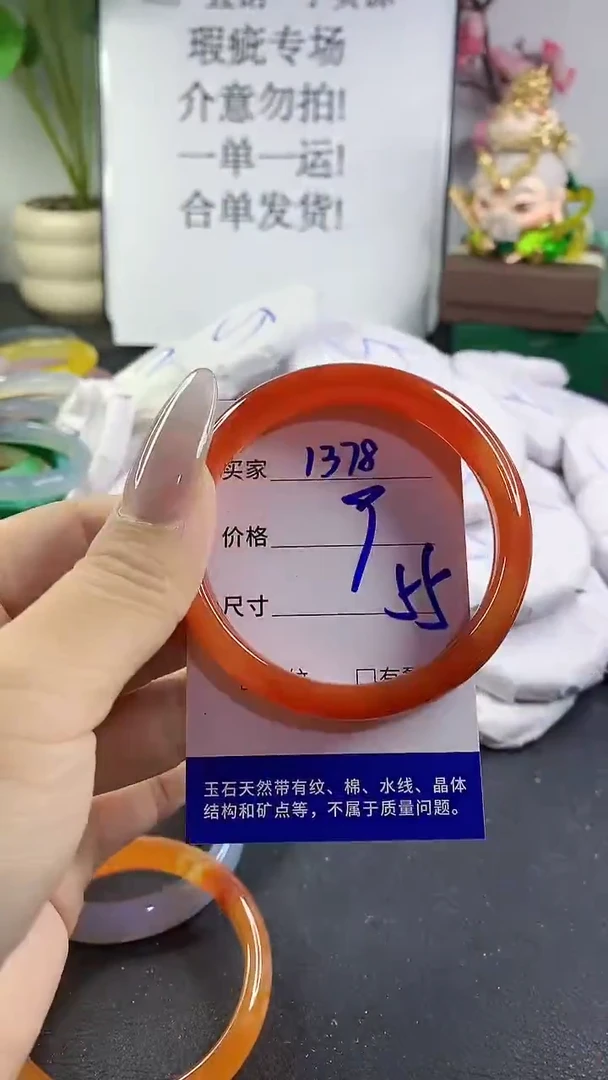 瑕疵专场
介意勿拍!
一单一运!
合单发货!
买家 1378
价格
尺寸 55
玉石天然带有纹、棉、水线、晶体
结构和矿点等，不属于质量问题。